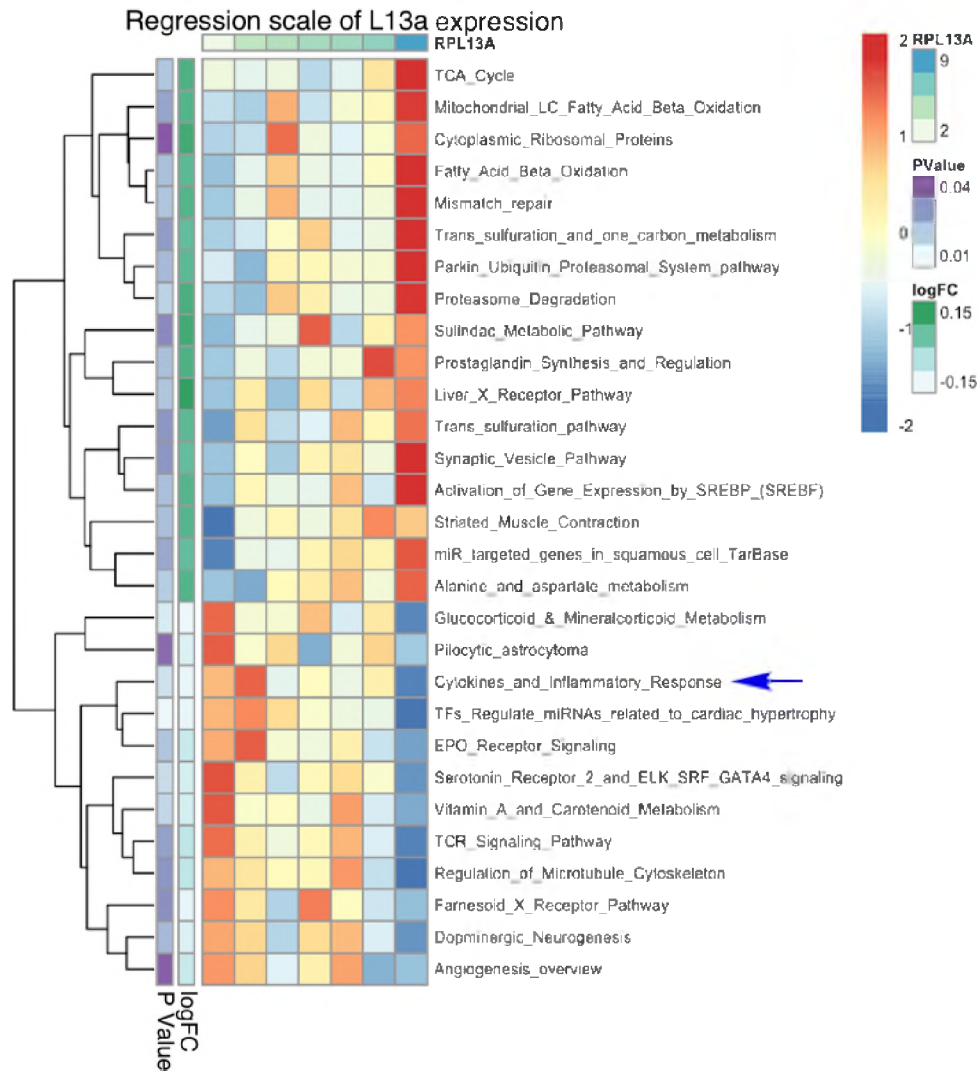 Regression scale of L13a expression
RPL13A
TCA_Cycle
Mitochondrial_LC_Fatty_Acid_Beta_Oxidation
Cytoplasmic_Ribosomal_Proteins
Fatty_Acid_Beta_Oxidation
Mismatch_repair
Trans_sulfuration_and_one_carbon_metabolism
Parkin_Ubiquitin_Proteasomal_System_pathway
Proteasome_Degradation
Sulindac_Metabolic_Pathway
Prostaglandin_Synthesis_and_Regulation
Liver_X_Receptor_Pathway
Trans_sulfuration_pathway
Synaptic_Vesicle_Pathway
Activation_of_Gene_Expression_by_SREBP_(SREBF)
Striated_Muscle_Contraction
miR_targeted_genes_in_squamous_cell_TarBase
Alanine_and_aspartate_metabolism
Glucocorticoid_&_Mineralcorticoid_Metabolism
Pilocytic_astrocytoma
Cytokines_and_Inflammatory_Response
TFs_Regulate_miRNAs_related_to_cardiac_hypertrophy
EPO_Receptor_Signaling
Serotonin_Receptor_2_and_ELK_SRF_GATA4_signaling
Vitamin_A_and_Carotenoid_Metabolism
TCR_Signaling_Pathway
Regulation_of_Microtubule_Cytoskeleton
Farnesoid_X_Receptor_Pathway
Dopminergic_Neurogenesis
Angiogenesis_overview
P Value
logFC
2
1
0
-1
-2
RPL13A
9
2
PValue
0.04
0.01
logFC
0.15
-0.15